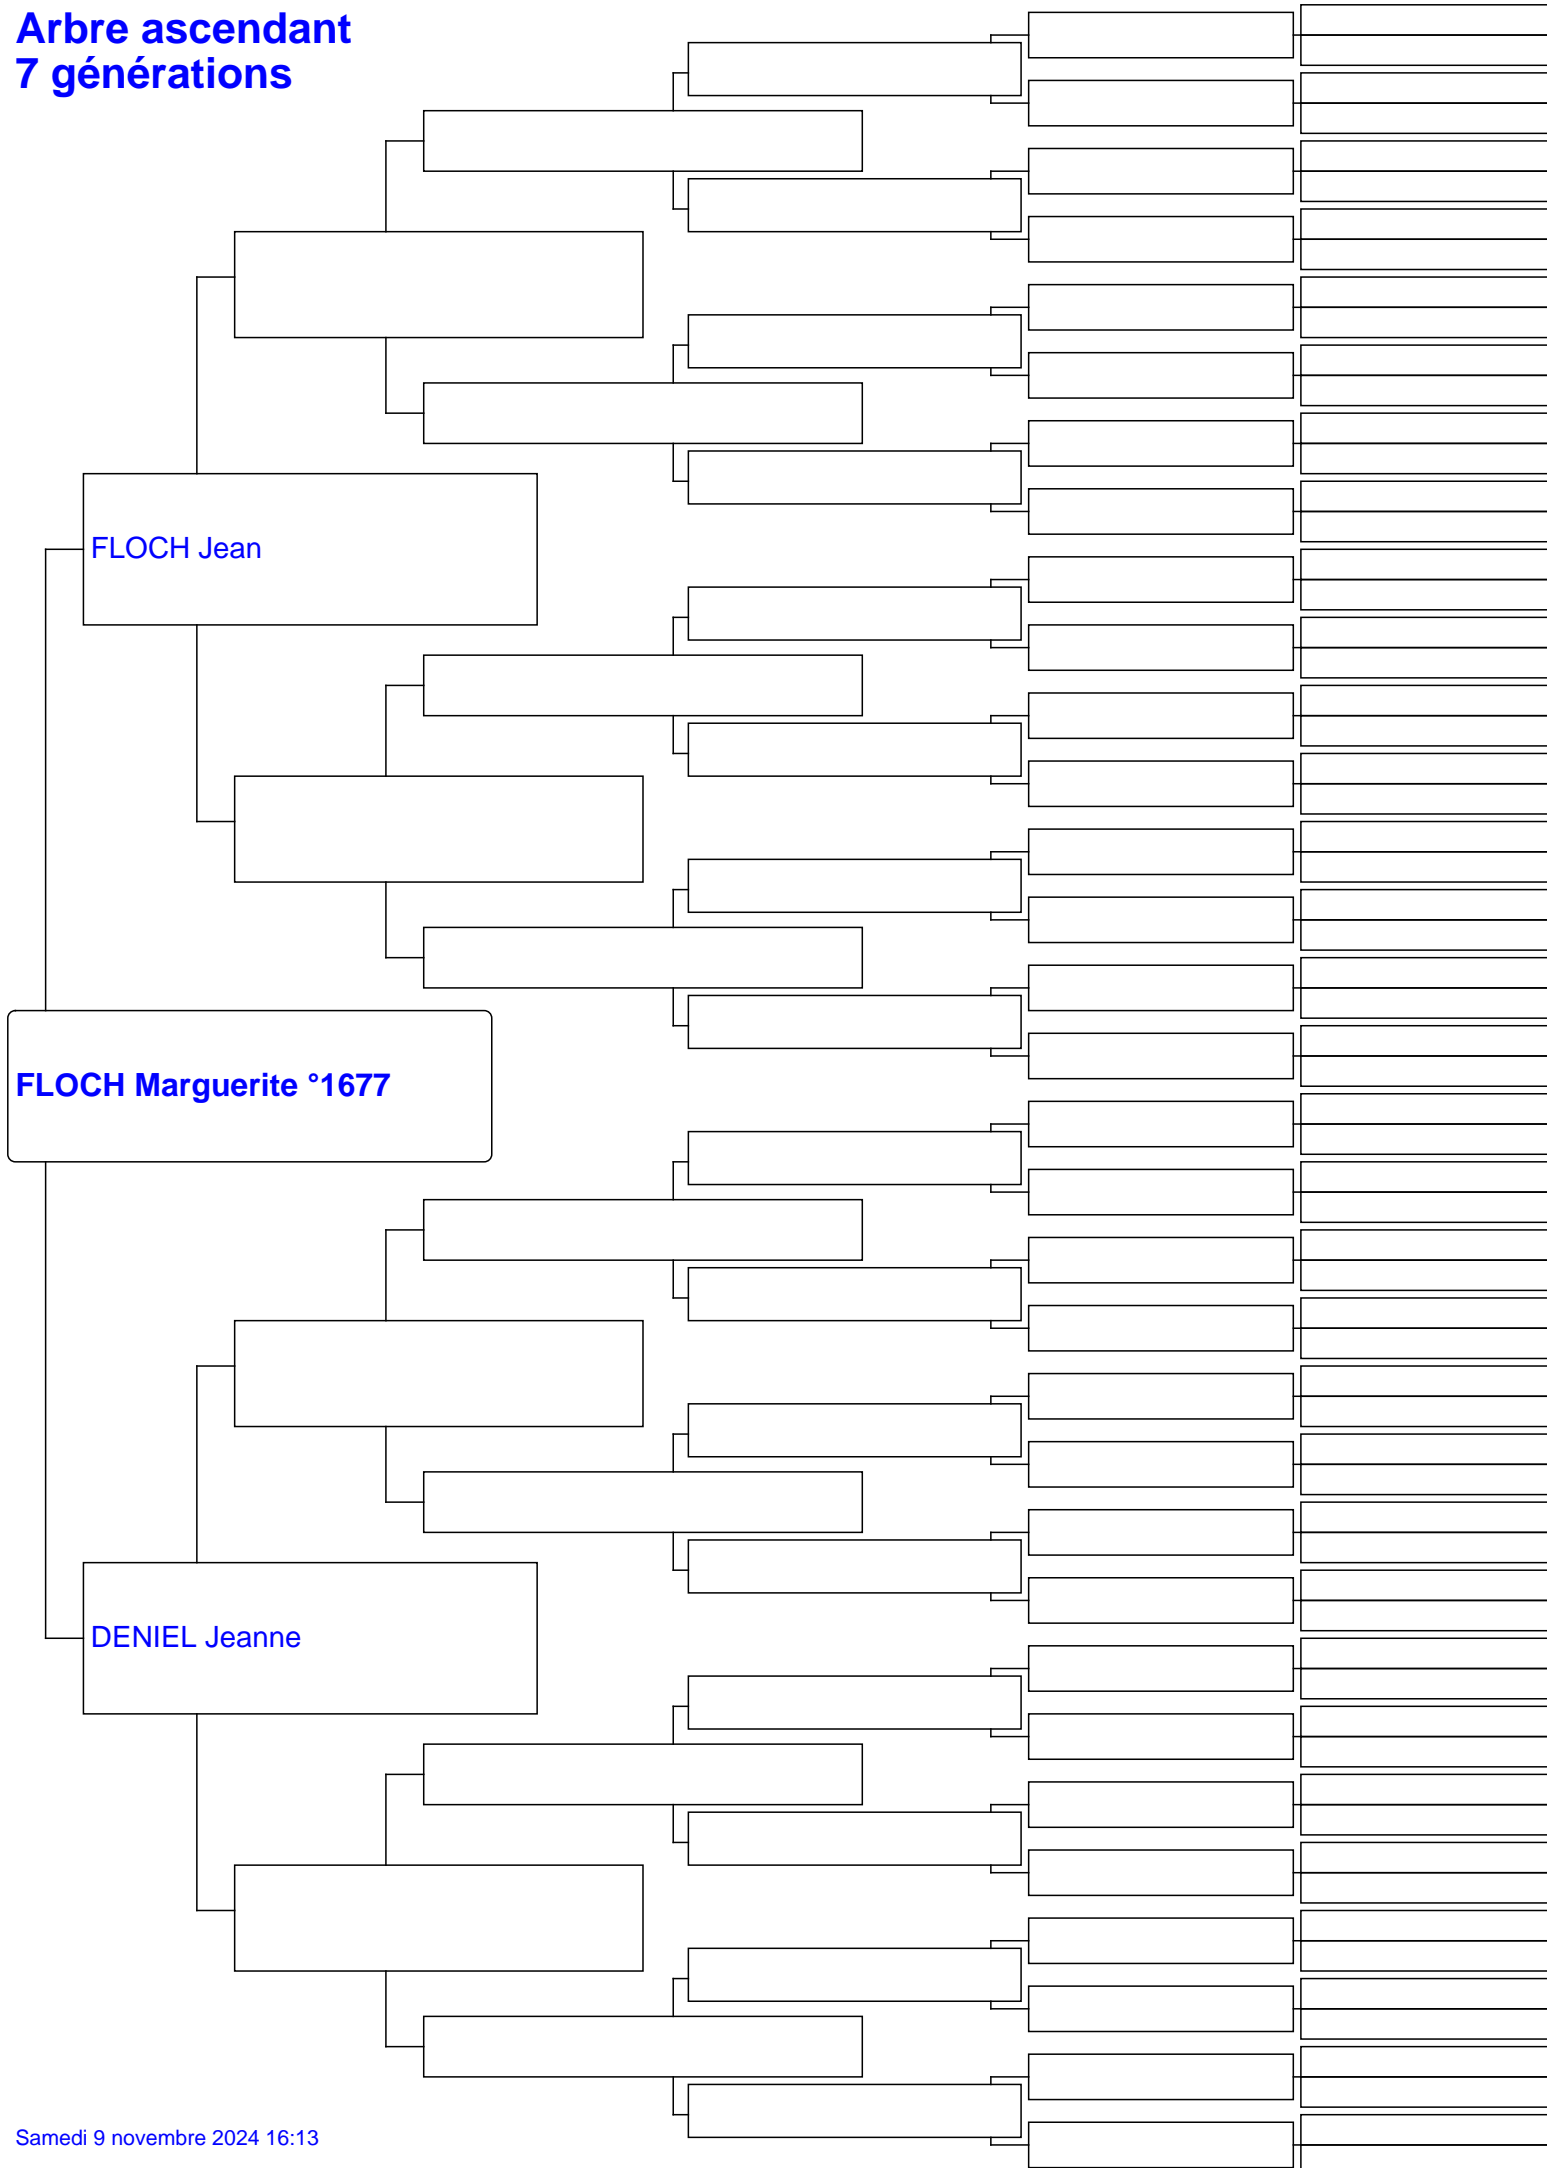 Arbre ascendant
7 générations
FLOCH Jean
FLOCH Marguerite °1677
DENIEL Jeanne
Samedi 9 novembre 2024 16:13